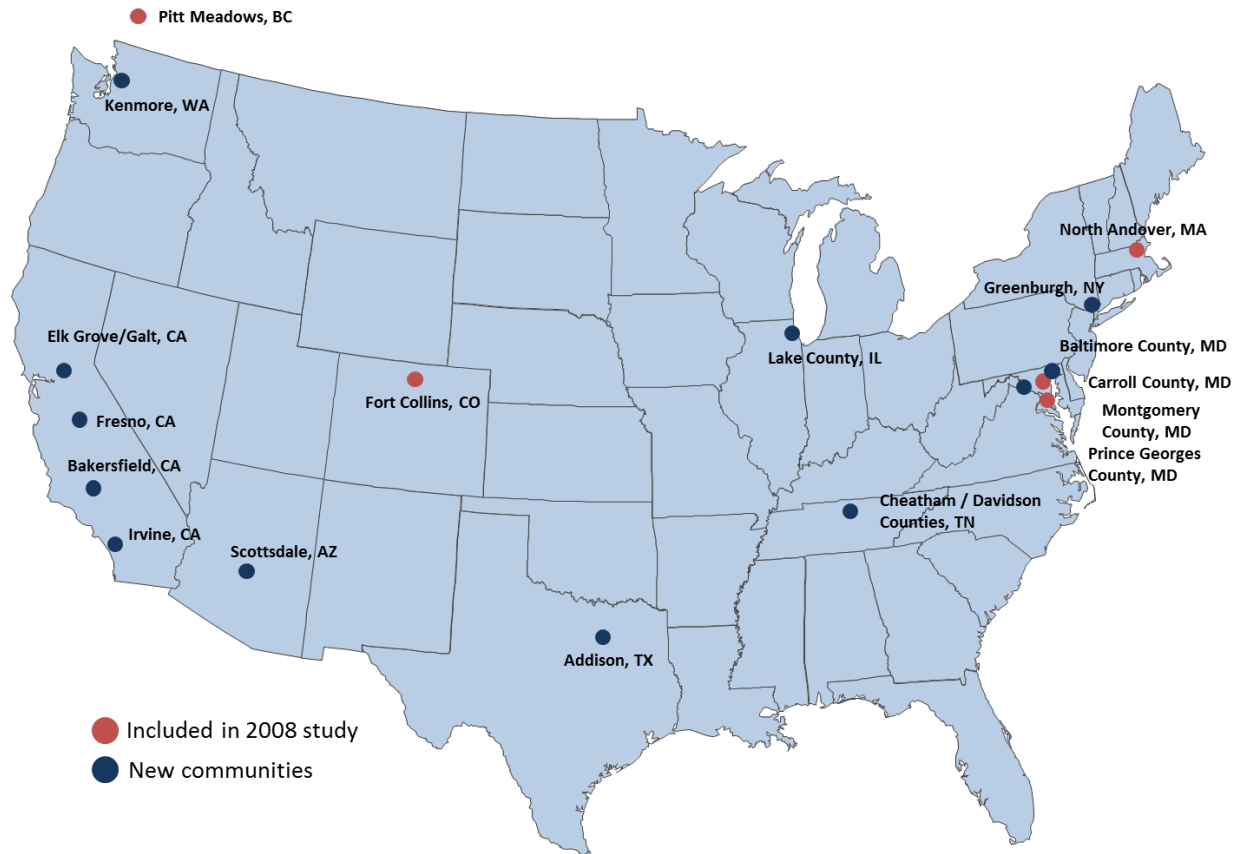 Pitt Meadows, BC
Kenmore, WA
North Andover, MA
Greenburgh, NY
Elk Grove/Galt, CA
Baltimore County, MD
Lake County, IL
Carroll County, MD
Fort Collins, CO
Montgomery
County, MD
Fresno, CA
Prince Georges
County, MD
Bakersfield, CA
Cheatham / Davidson
Counties, TN
Irvine, CA
Scottsdale, AZ
Addison, TX
Included in 2008 study
New communities